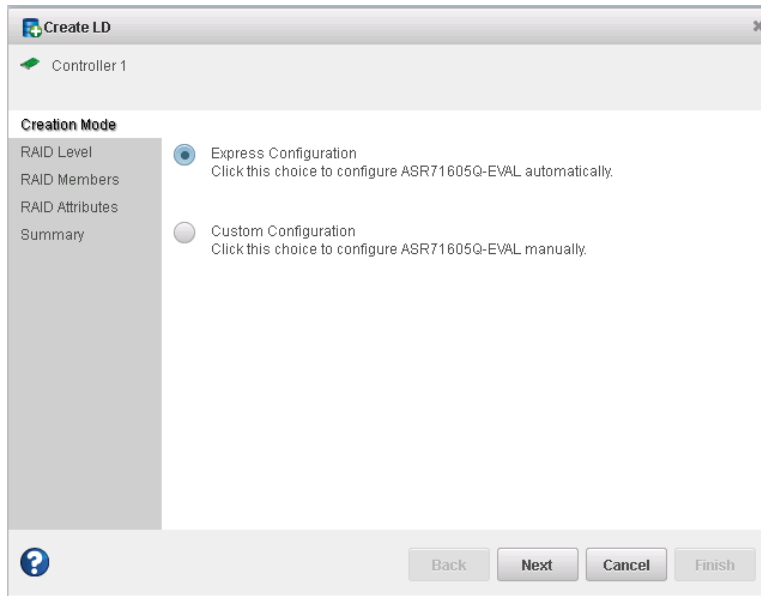 Create LD
Controller 1
Creation Mode
RAID Level
RAID Members
RAID Attributes
Summary
Express Configuration
Click this choice to configure ASR71605Q-EVAL automatically.
Custom Configuration
Click this choice to configure ASR71605Q-EVAL manually.
?
Back
Next
Cancel
Finish